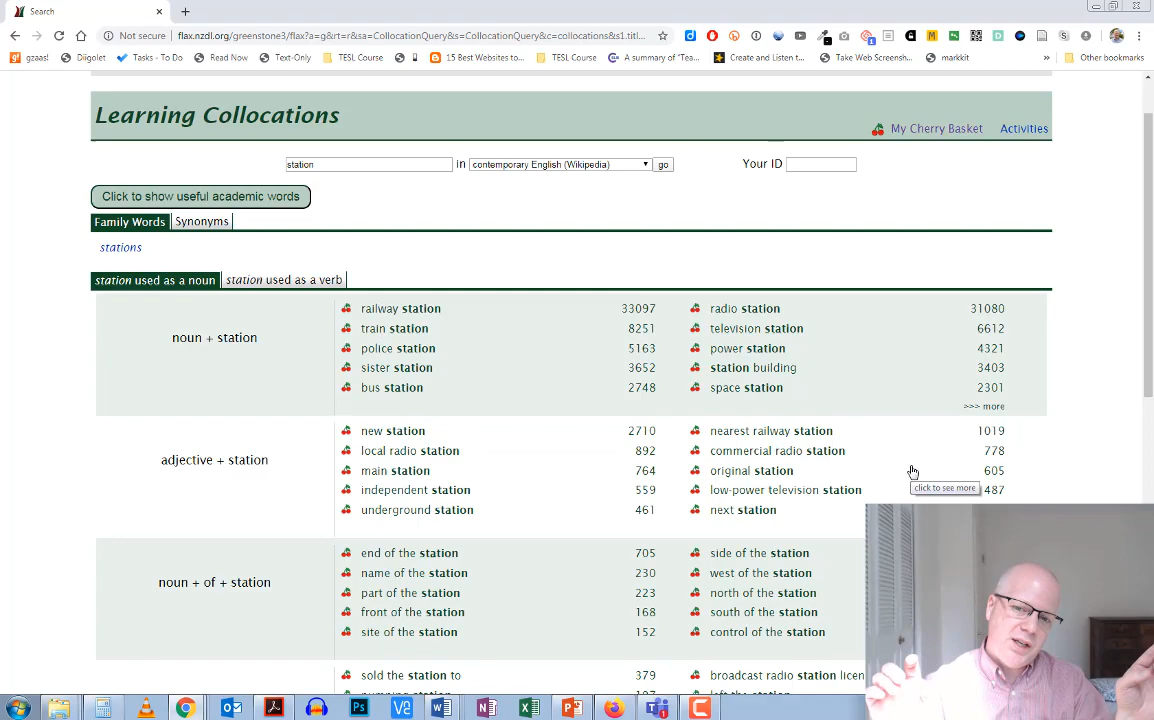 Search
Not secure flax.nzdl.org/greenstone3/flax?a=g&rt=r&sa=CollocationQuery&s=CollocationQuery&c=collocations&s1.titl...
gaaas! Diigolet Tasks - To Do Read Now Text-Only TESL Course 15 Best Websites to... TESL Course A summary of 'Tea... Create and Listen t... Take Web Screensh... markkit » Other bookmarks
Learning Collocations
My Cherry Basket Activities
station in contemporary English (Wikipedia) go Your ID
Click to show useful academic words
Family Words Synonyms
stations
station used as a noun station used as a verb
noun + station
railway station 33097 radio station 31080
train station 8251 television station 6612
police station 5163 power station 4321
sister station 3652 station building 3403
bus station 2748 space station 2301
>>> more
adjective + station
new station 2710 nearest railway station 1019
local radio station 892 commercial radio station 778
main station 764 original station 605
independent station 559 low-power television station 487
click to see more
underground station 461 next station
noun + of + station
end of the station 705 side of the station
name of the station 230 west of the station
part of the station 223 north of the station
front of the station 168 south of the station
site of the station 152 control of the station
sold the station to 379 broadcast radio station licen